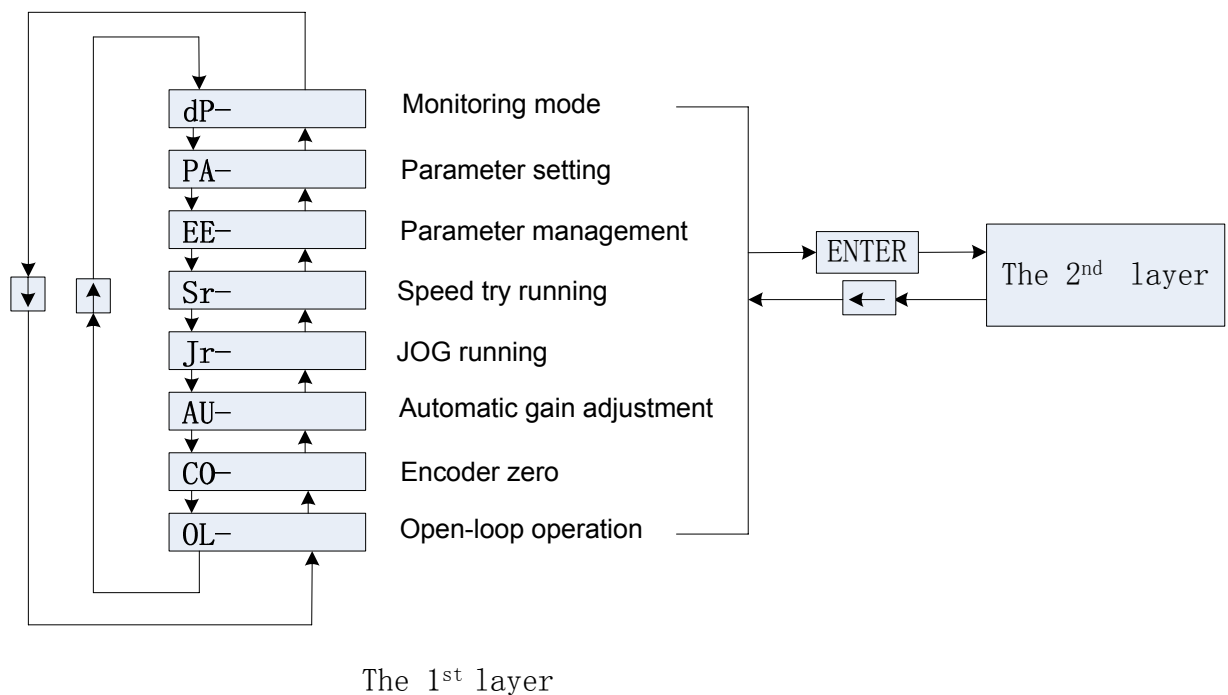 dP-
Monitoring mode
PA-
Parameter setting
EE-
Parameter management
Sr-
Speed try running
Jr-
JOG running
AU-
Automatic gain adjustment
CO-
Encoder zero
OL-
Open-loop operation
ENTER
The 2nd layer
The 1st layer